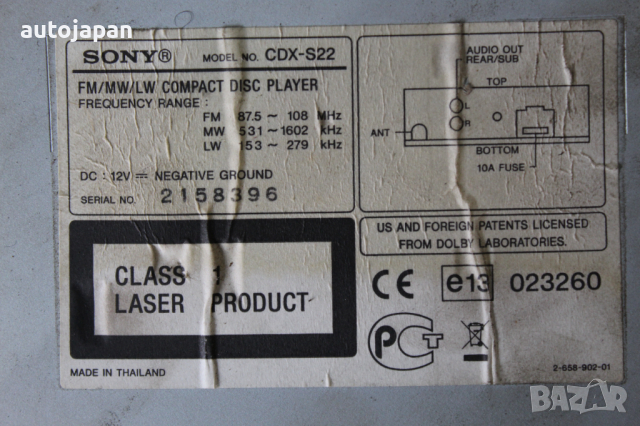 autojapan
SONY® MODEL NO. CDX-S22
FM/MW/LW COMPACT DISC PLAYER
FREQUENCY RANGE :
FM 87.5 ~ 108 MHz
MW 531 ~ 1602 kHz
LW 153 ~ 279 kHz
DC : 12V ⎓ NEGATIVE GROUND
SERIAL NO. 2158396
AUDIO OUT
REAR/SUB
TOP
L
R
ANT
BOTTOM
10A FUSE
US AND FOREIGN PATENTS LICENSED
FROM DOLBY LABORATORIES.
CLASS 1
LASER PRODUCT
CE e13 023260
PCT
MADE IN THAILAND
2-658-902-01
BAZAR